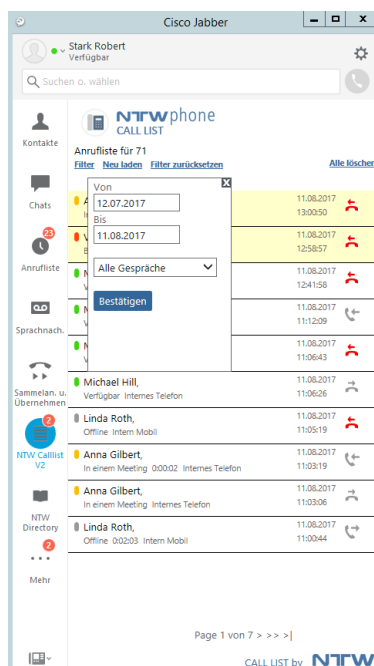 Cisco Jabber
Stark Robert
Verfügbar
Suchen o. wählen
Kontakte
Chats
23
Anrufliste
Sprachnach.
Sammelan. u.
Übernehmen
2
NTW Calllist
V2
NTW
Directory
2
Mehr
NTW phone
CALL LIST
Anrufliste für 71
Filter Neu laden Filter zurücksetzen Alle löschen
Von
12.07.2017
Bis
11.08.2017
Alle Gespräche
Bestätigen
11.08.2017
13:00:50
11.08.2017
12:58:57
11.08.2017
12:41:58
11.08.2017
11:12:09
11.08.2017
11:06:43
Michael Hill, 11.08.2017
Verfügbar Internes Telefon 11:06:26
Linda Roth, 11.08.2017
Offline Intern Mobil 11:05:19
Anna Gilbert, 11.08.2017
In einem Meeting 0:00:02 Internes Telefon 11:03:19
Anna Gilbert, 11.08.2017
In einem Meeting Internes Telefon 11:03:06
Linda Roth, 11.08.2017
Offline 0:02:03 Intern Mobil 11:00:44
Page 1 von 7 > >> >|
CALL LIST by NTW